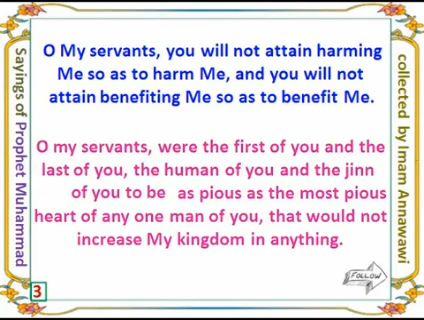 O My servants, you will not attain harming
Me so as to harm Me, and you will not
attain benefiting Me so as to benefit Me.
O my servants, were the first of you and the
last of you, the human of you and the jinn
of you to be as pious as the most pious
heart of any one man of you, that would not
increase My kingdom in anything.
Sayings of Prophet Muhammad
collected by Imam Annawawi
FOLLOW
3